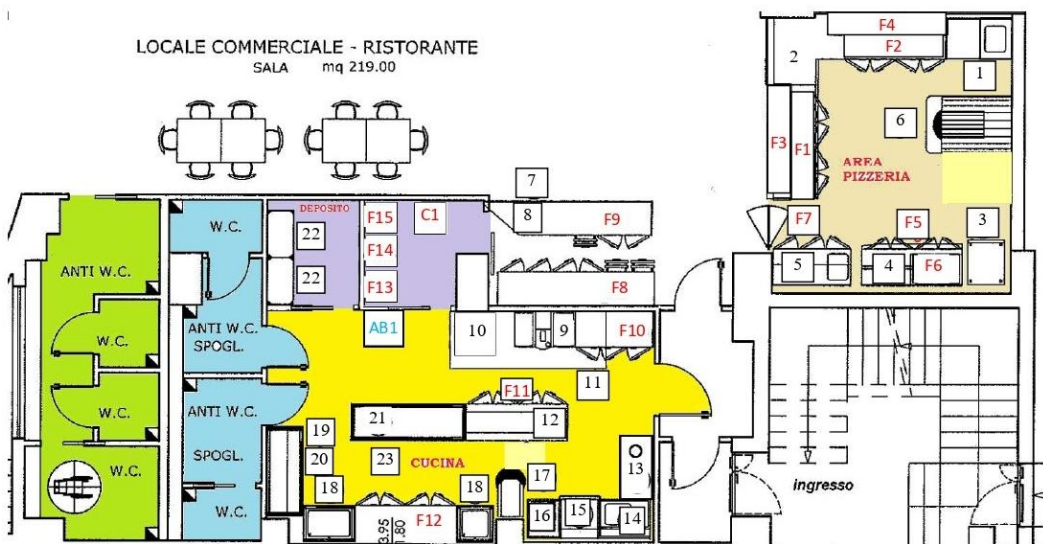 LOCALE COMMERCIALE - RISTORANTE
SALA mq 219.00
F4
F2
2
1
6
F3
F1
AREA
PIZZERIA
7
8
F9
F7
F5
3
5
4
F6
DEPOSITO
F15
C1
22
F14
22
F13
F8
W.C.
ANTI W.C.
ANTI W.C.
SPOGL.
W.C.
AB1
10
9
F10
11
F11
W.C.
ANTI W.C.
SPOGL.
21
12
19
20
23
CUCINA
18
18
17
13
W.C.
W.C.
F12
3.95
1.80
16
15
14
ingresso